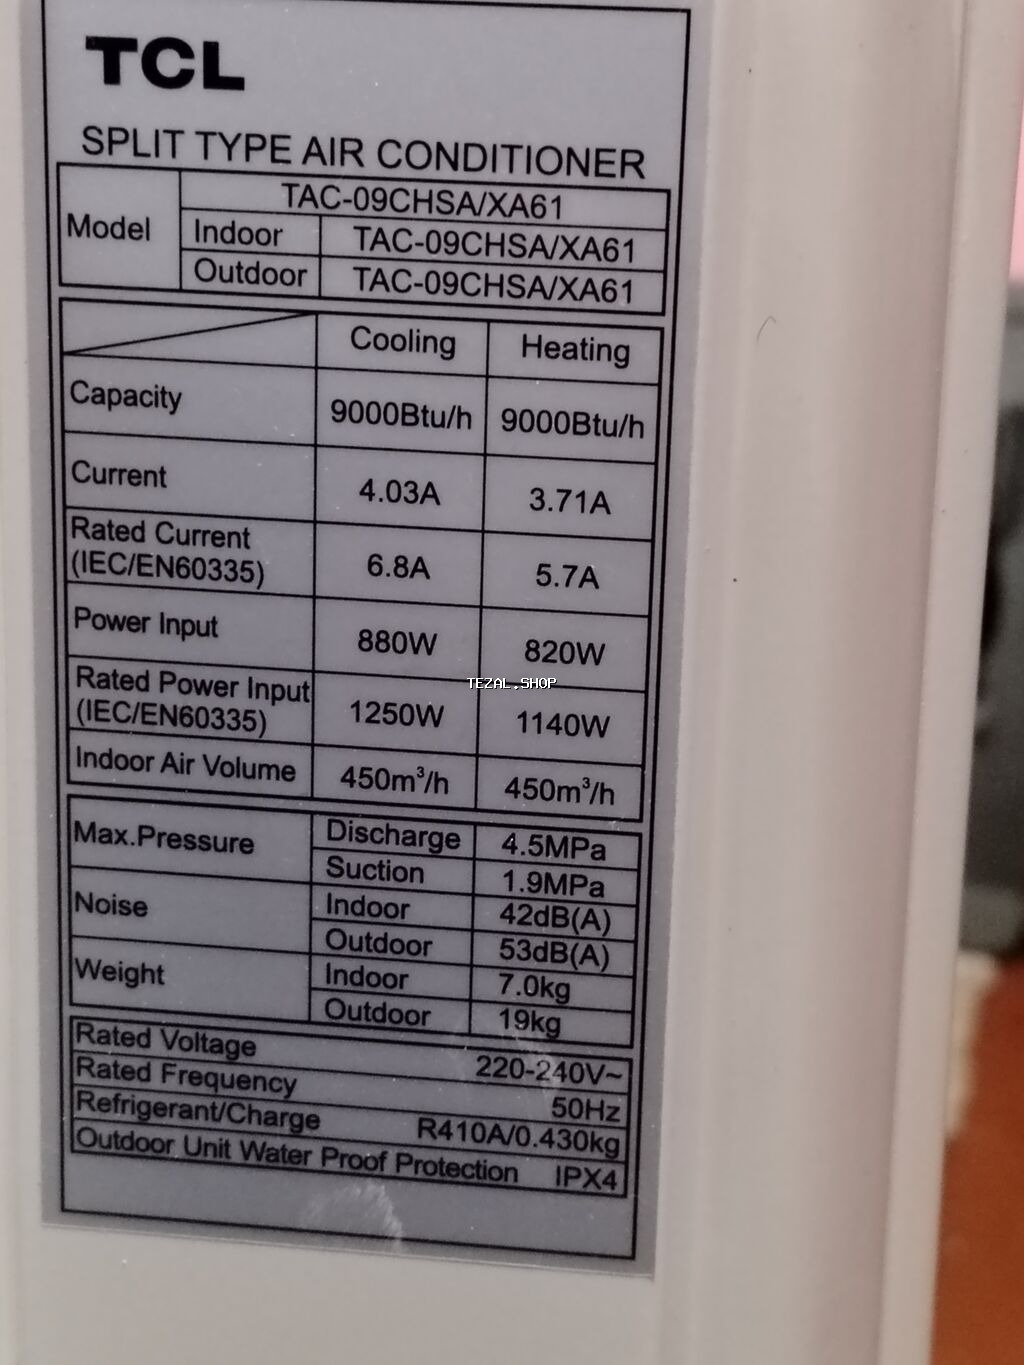 TCL
SPLIT TYPE AIR CONDITIONER
Model TAC-09CHSA/XA61
Indoor TAC-09CHSA/XA61
Outdoor TAC-09CHSA/XA61
Cooling Heating
Capacity 9000Btu/h 9000Btu/h
Current 4.03A 3.71A
Rated Current
(IEC/EN60335) 6.8A 5.7A
Power Input 880W 820W
TEZAL.SHOP
Rated Power Input
(IEC/EN60335) 1250W 1140W
Indoor Air Volume 450m³/h 450m³/h
Max.Pressure Discharge 4.5MPa
Suction 1.9MPa
Noise Indoor 42dB(A)
Outdoor 53dB(A)
Weight Indoor 7.0kg
Outdoor 19kg
Rated Voltage 220-240V~
Rated Frequency 50Hz
Refrigerant/Charge R410A/0.430kg
Outdoor Unit Water Proof Protection IPX4